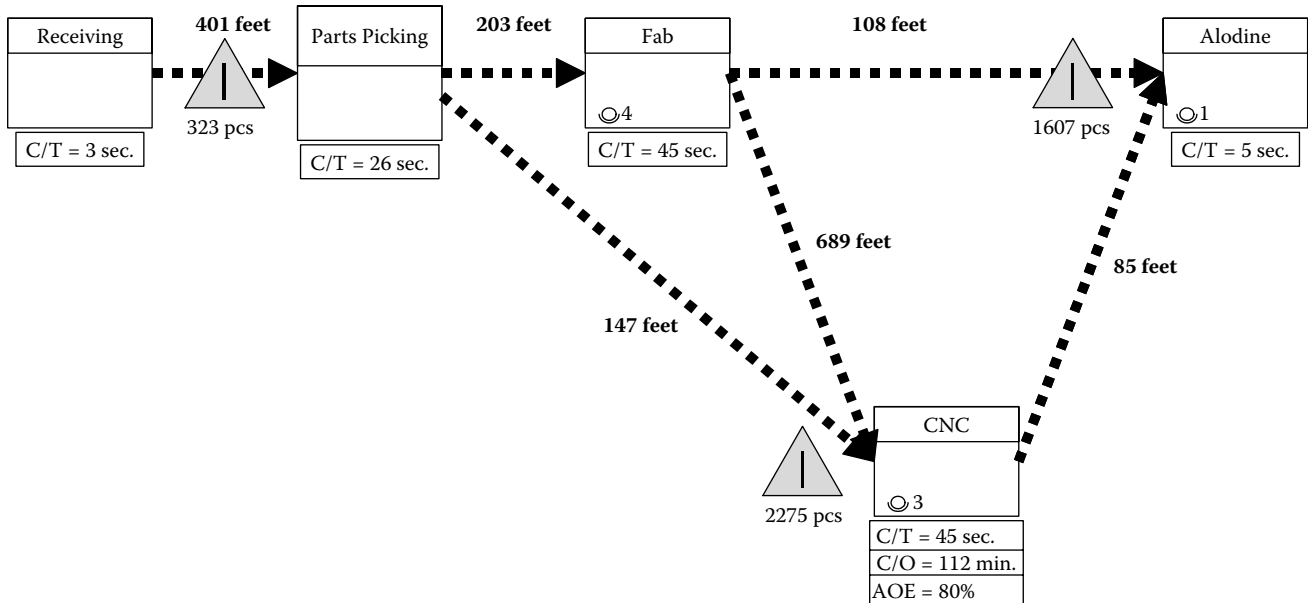 401 feet
203 feet
108 feet
Receiving
Parts Picking
Fab
Alodine
323 pcs
4
1607 pcs
1
C/T = 3 sec.
C/T = 26 sec.
C/T = 45 sec.
C/T = 5 sec.
689 feet
85 feet
147 feet
CNC
3
2275 pcs
C/T = 45 sec.
C/O = 112 min.
AOE = 80%